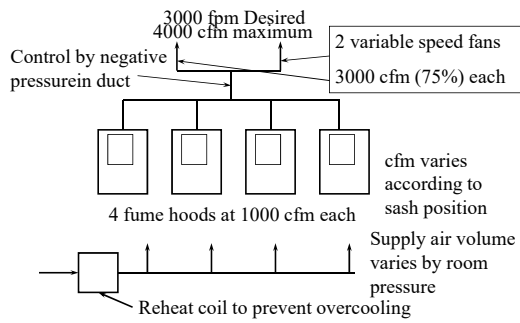 3000 fpm Desired
4000 cfm maximum
2 variable speed fans
3000 cfm (75%) each
Control by negative
pressurein duct
cfm varies
according to
sash position
4 fume hoods at 1000 cfm each
Supply air volume
varies by room
pressure
Reheat coil to prevent overcooling